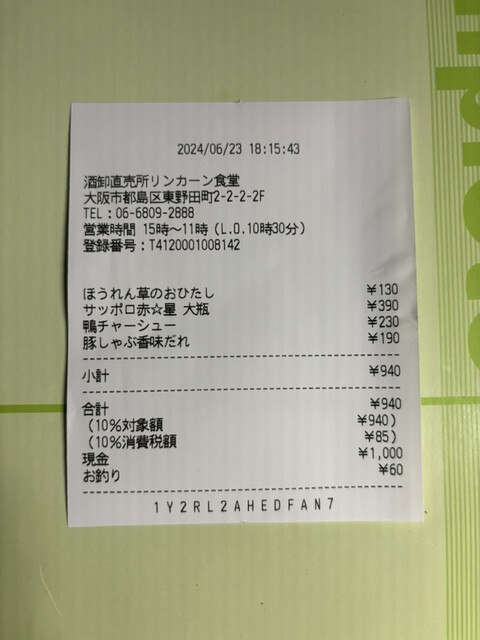 2024/06/23 18:15:43
酒卸直売所リンカーン食堂
大阪市都島区東野田町2-2-2-2F
TEL：06-6809-2888
営業時間 15時～11時（L.O.10時30分）
登録番号：T4120001008142
ほうれん草のおひたし ¥130
サッポロ赤☆星 大瓶 ¥390
鴨チャーシュー ¥230
豚しゃぶ香味だれ ¥190
小計 ¥940
合計 ¥940
（10％対象額 ¥940）
（10％消費税額 ¥85）
現金 ¥1,000
お釣り ¥60
1Y2RL2AHEDFAN7